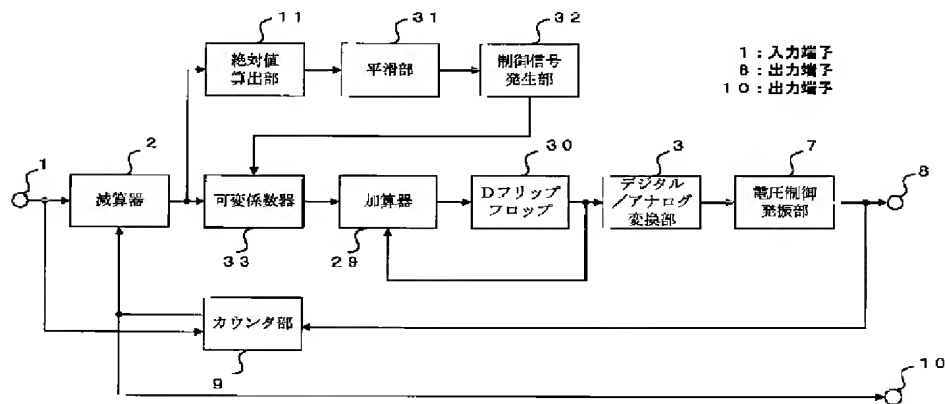 11
31
32
絶対値
算出部
平滑部
制御信号
発生部
1:入力端子
8:出力端子
10:出力端子
1
2
30
3
7
8
減算器
可変係数器
加算器
Dフリップ
フロップ
デジタル
/アナログ
変換部
電圧制御
発振部
33
29
カウンタ部
9
10